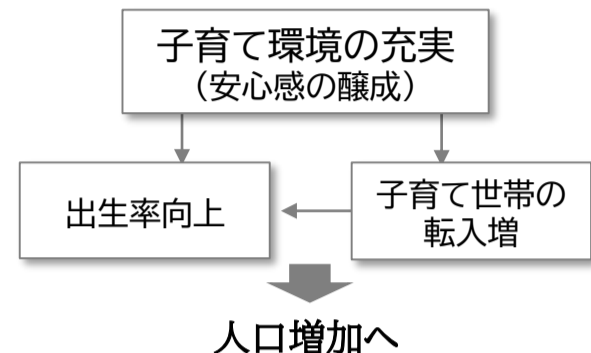 子育て環境の充実
（安心感の醸成）
出生率向上
子育て世帯の
転入増
人口増加へ